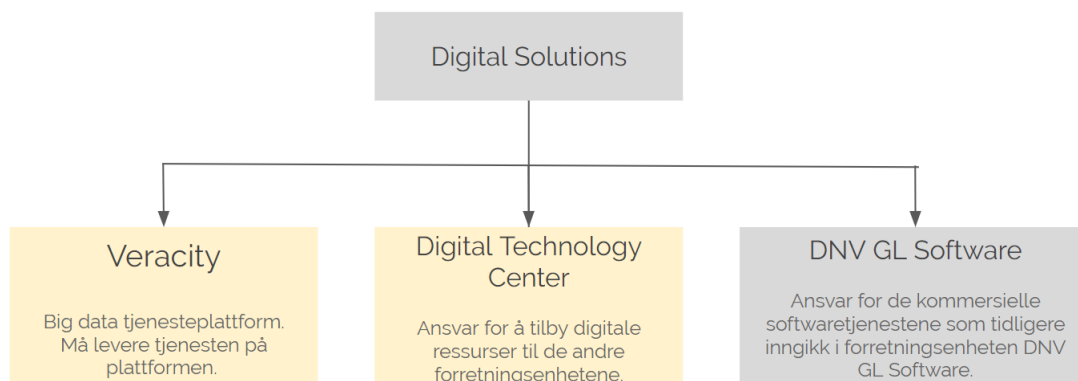 Digital Solutions
Veracity
Big data tjenesteplattform.
Må levere tjenesten på
plattformen.
Digital Technology
Center
Ansvar for å tilby digitale
ressurser til de andre
forretningsenhetene.
DNV GL Software
Ansvar for de kommersielle
softwaretjenestene som tidligere
inngikk i forretningsenheten DNV
GL Software.